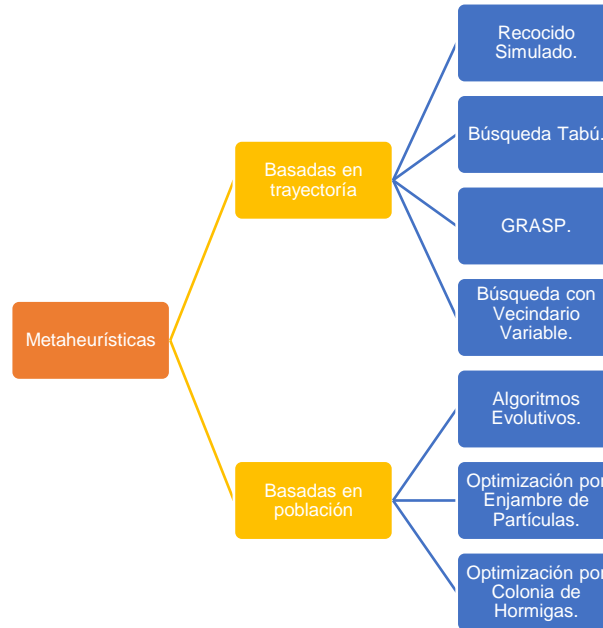 Recocido
Simulado.
Búsqueda Tabú.
Basadas en
trayectoría
GRASP.
Búsqueda con
Vecindario
Variable.
Metaheurísticas
Algoritmos
Evolutivos.
Basadas en
población
Optimización por
Enjambre de
Partículas.
Optimización por
Colonia de
Hormigas.